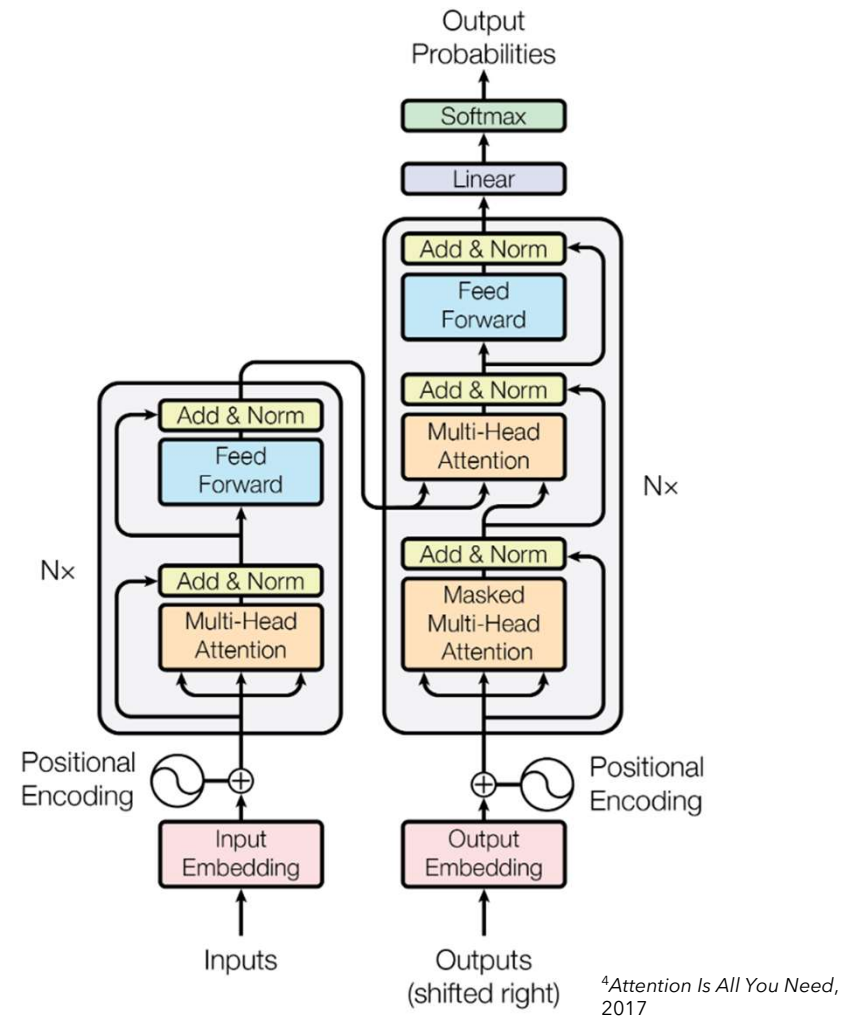 Output
Probabilities
Softmax
Linear
Add & Norm
Feed
Forward
Add & Norm
Multi-Head
Attention
Add & Norm
Masked
Multi-Head
Attention
Nx
Add & Norm
Feed
Forward
Add & Norm
Multi-Head
Attention
Nx
Positional
Encoding
Positional
Encoding
Input
Embedding
Output
Embedding
Inputs
Outputs
(shifted right)
⁴Attention Is All You Need,
2017